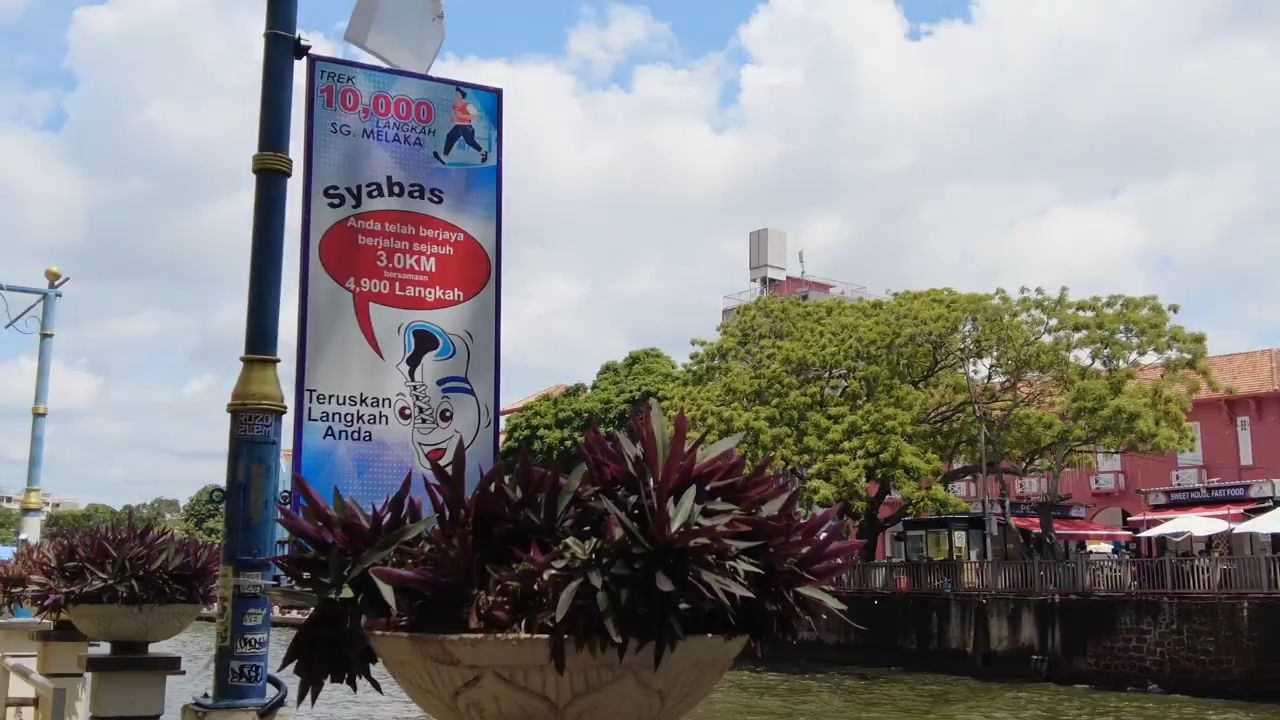 TREK
10,000
LANGKAH
SG. MELAKA
Syabas
Anda telah berjaya
berjalan sejauh
3.0KM
bersamaan
4,900 Langkah
Teruskan
Langkah
Anda
SWEET HOUSE FAST FOOD